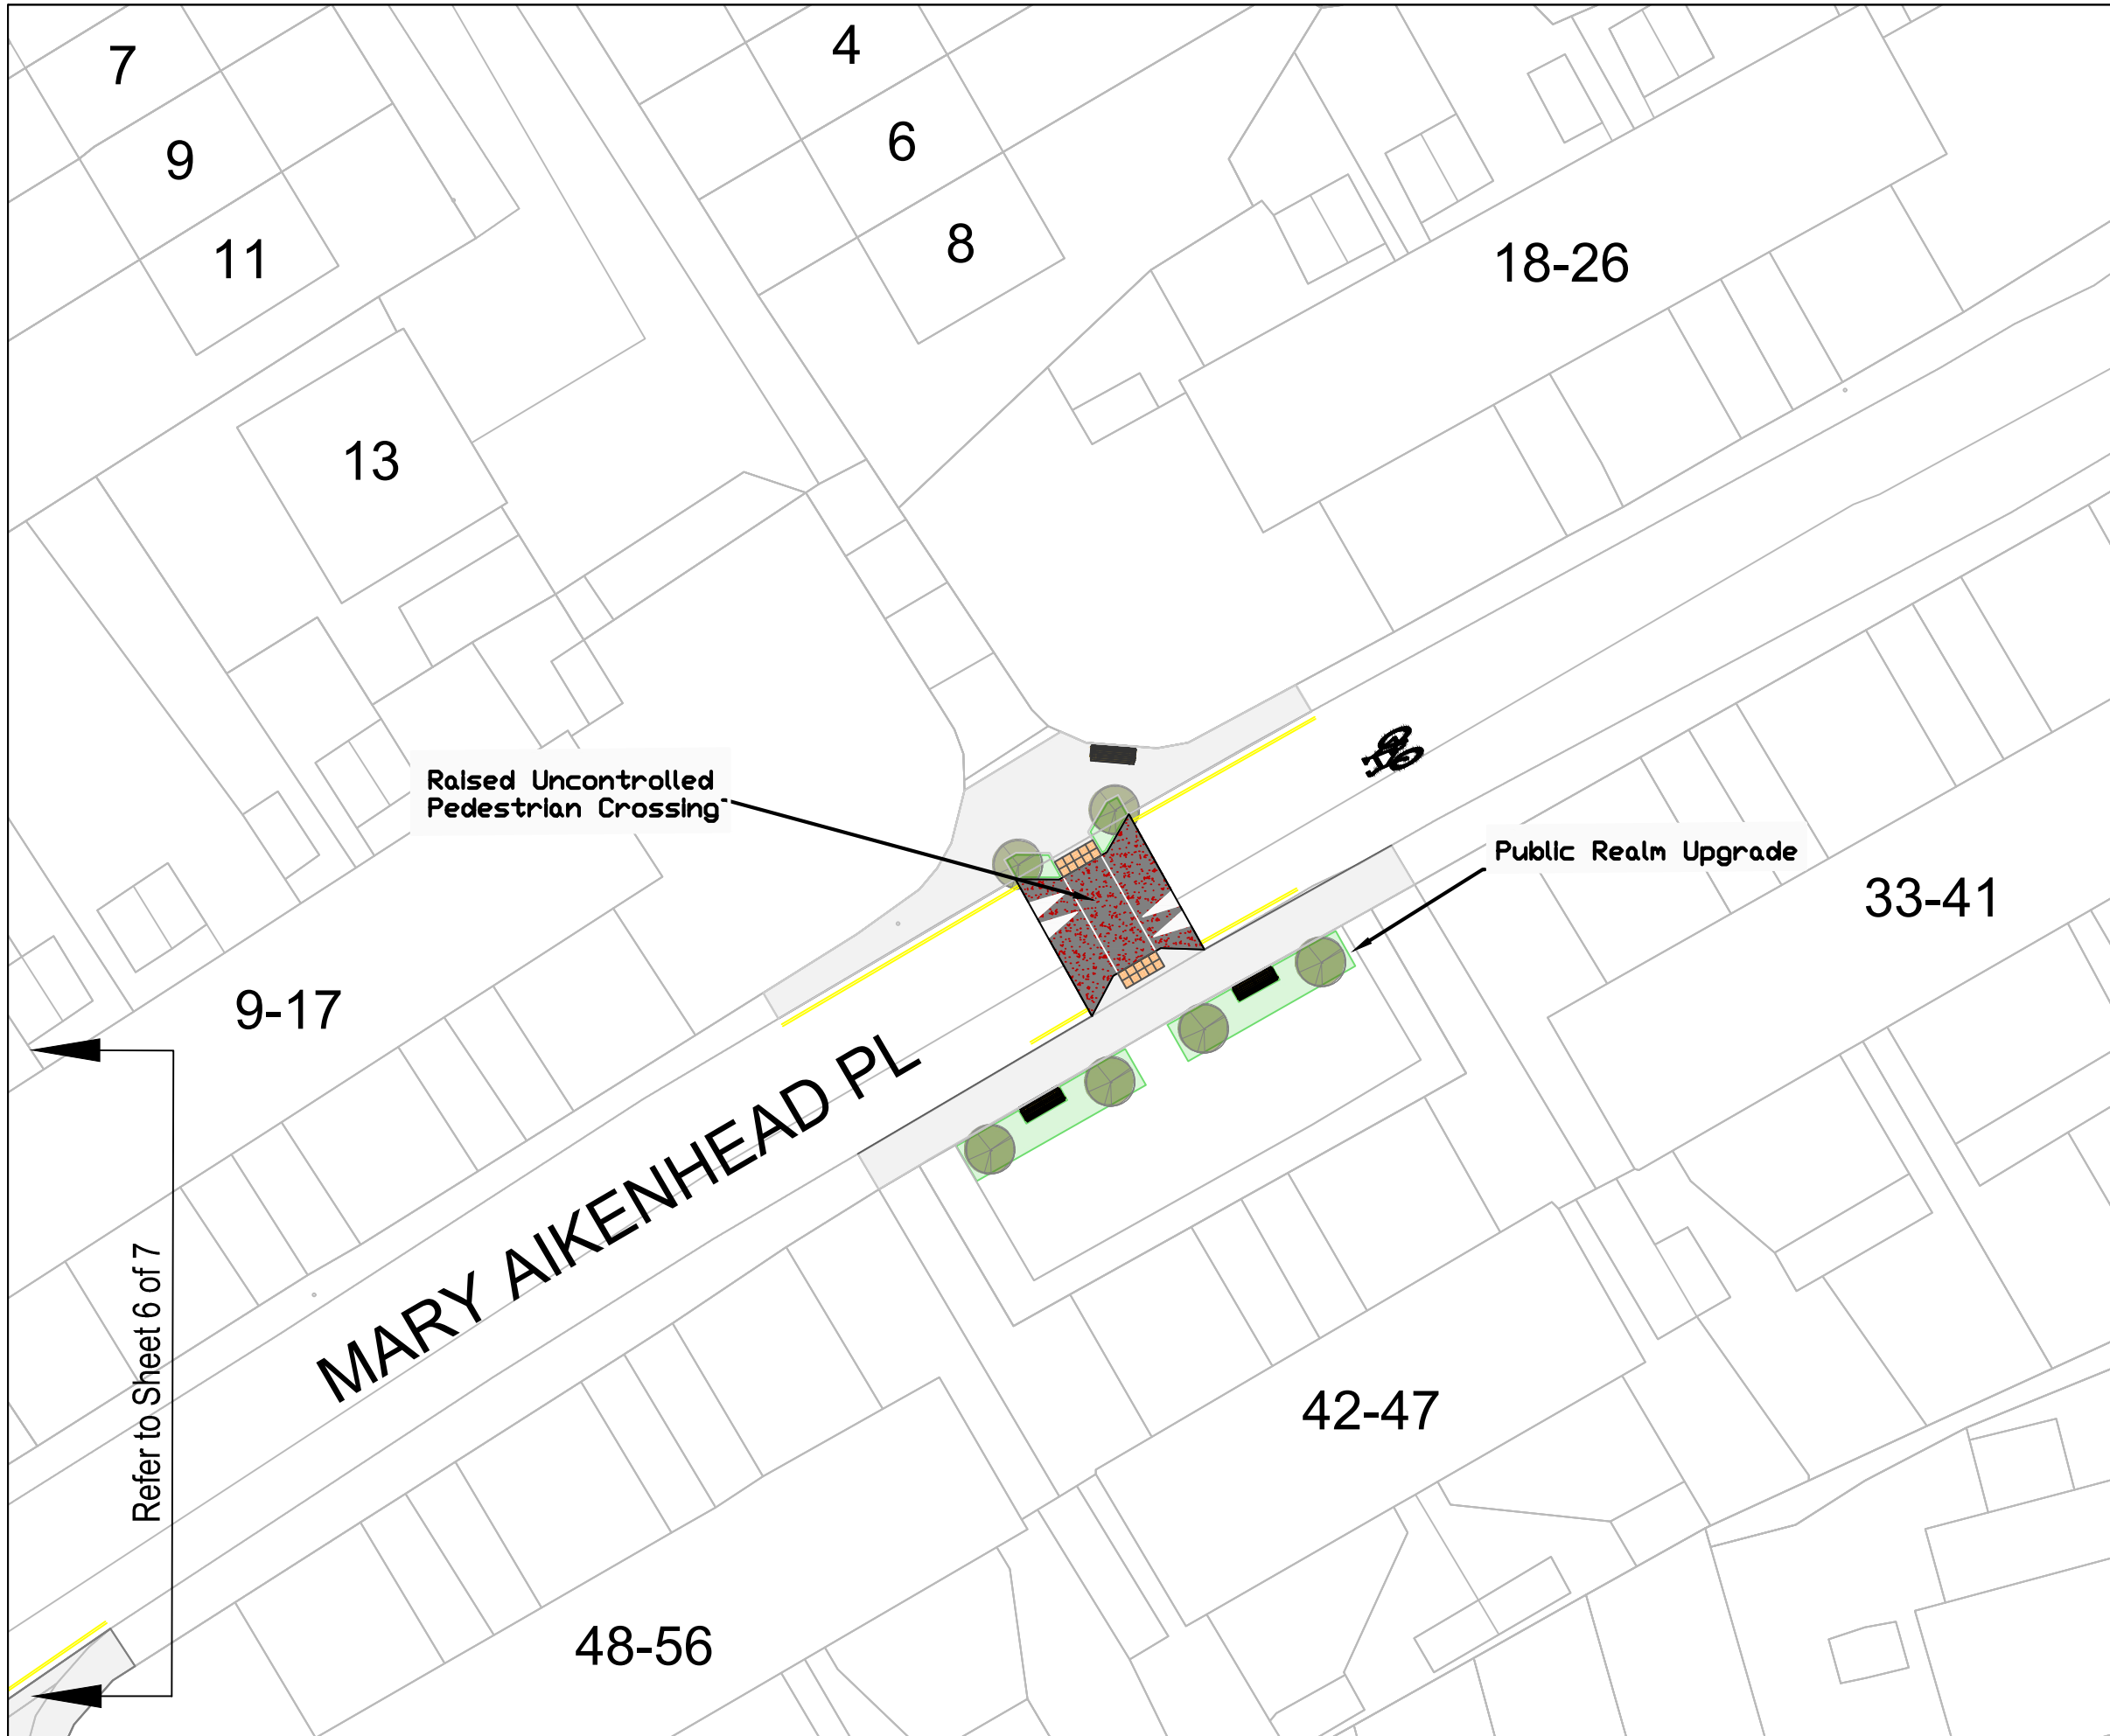 7
4
9
6
11
8
18-26
13
Raised Uncontrolled
Pedestrian Crossing
Public Realm Upgrade
33-41
9-17
MARY AIKENHEAD PL
Refer to Sheet 6 of 7
42-47
48-56